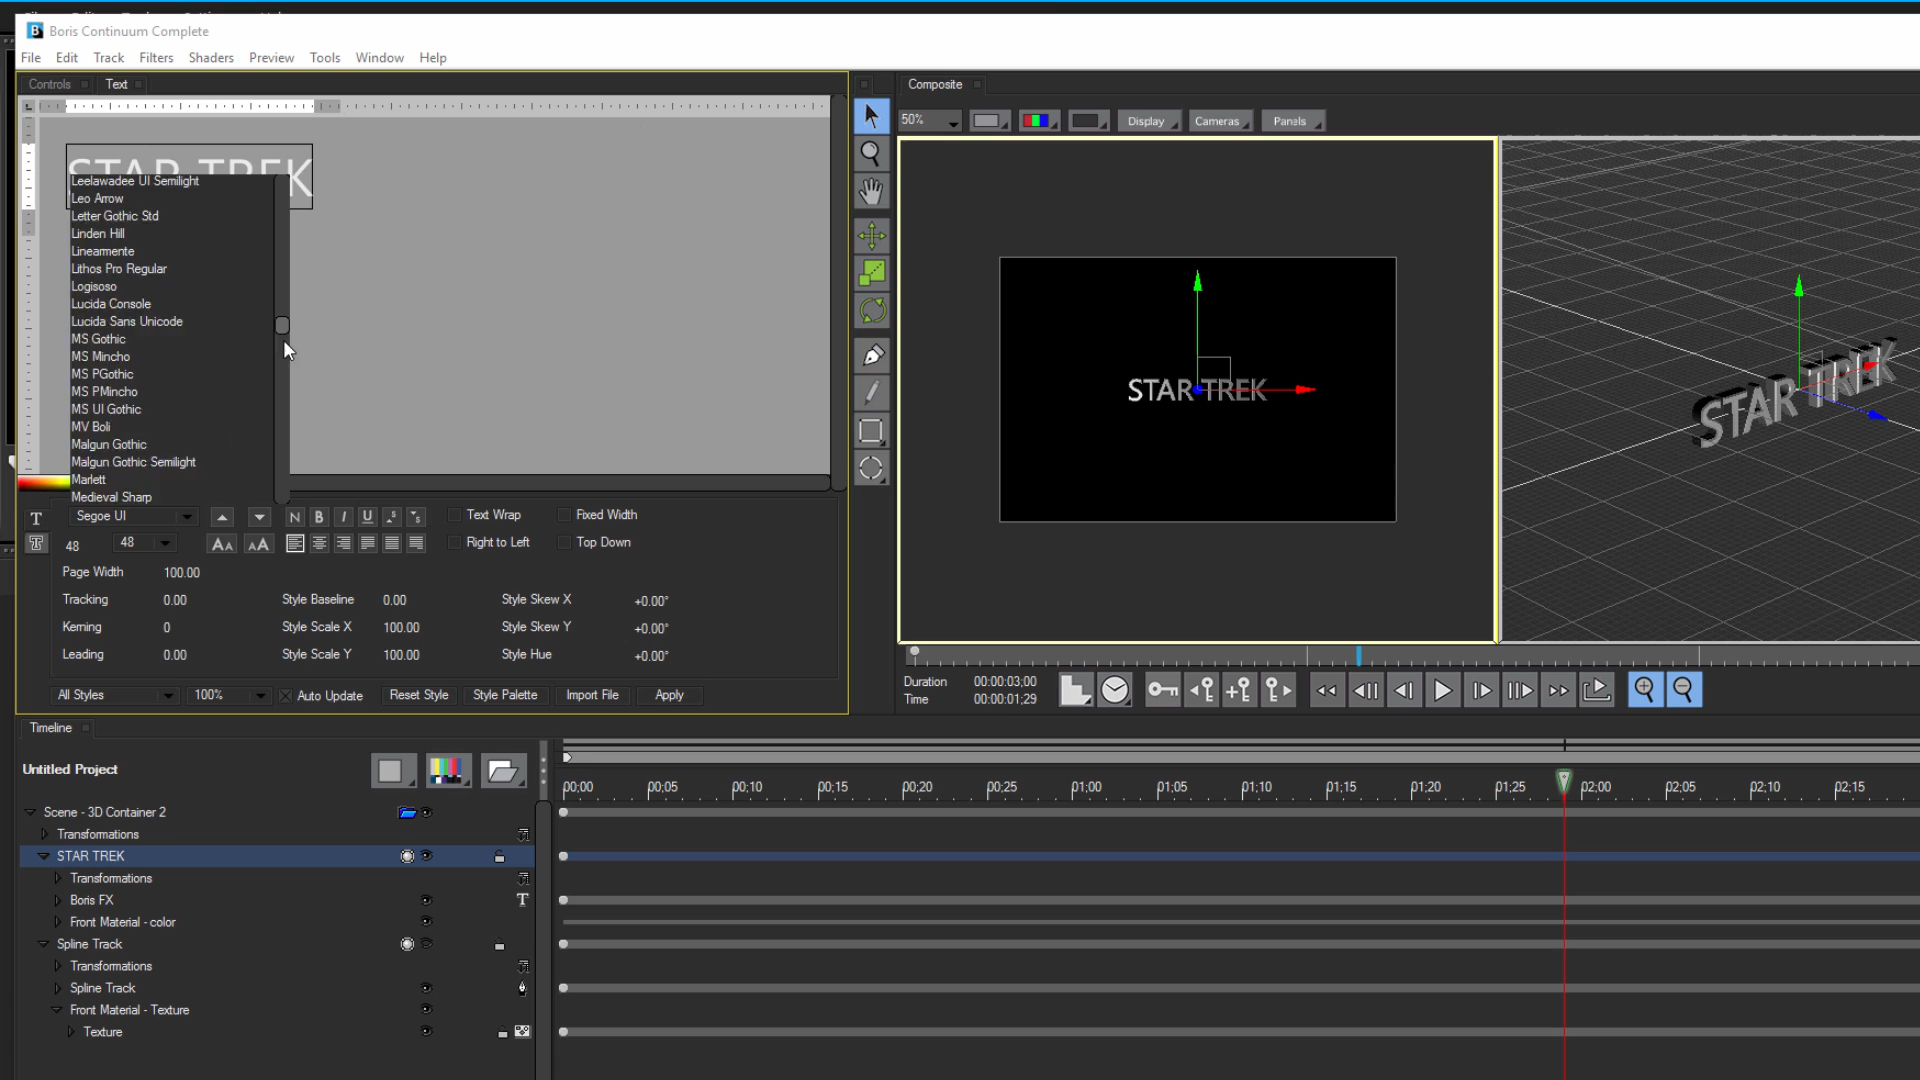 Boris Continuum Complete
File Edit Track Filters Shaders Preview Tools Window Help
Controls Text
Composite
50% Display Cameras Panels
STAR TREK
Leelawadee UI Semilight
Leo Arrow
Letter Gothic Std
Linden Hill
Lineamente
Lithos Pro Regular
Logisoso
Lucida Console
Lucida Sans Unicode
MS Gothic
MS Mincho
MS PGothic
MS PMincho
MS UI Gothic
MV Boli
Malgun Gothic
Malgun Gothic Semilight
Marlett
Medieval Sharp
STAR TREK
STAR TREK
T Segoe UI N B I U Text Wrap Fixed Width
T 48 48 AA AA Right to Left Top Down
Page Width 100.00
Tracking 0.00 Style Baseline 0.00 Style Skew X +0.00°
Kerning 0 Style Scale X 100.00 Style Skew Y +0.00°
Leading 0.00 Style Scale Y 100.00 Style Hue +0.00°
All Styles 100% Auto Update Reset Style Style Palette Import File Apply
Duration 00:00:03;00
Time 00:00:01;29
Timeline
Untitled Project
00;00 00;05 00;10 00;15 00;20 00;25 01;00 01;05 01;10 01;15 01;20 01;25 02;00 02;05 02;10 02;15
Scene - 3D Container 2
Transformations
STAR TREK
Transformations
Boris FX T
Front Material - color
Spline Track
Transformations
Spline Track
Front Material - Texture
Texture